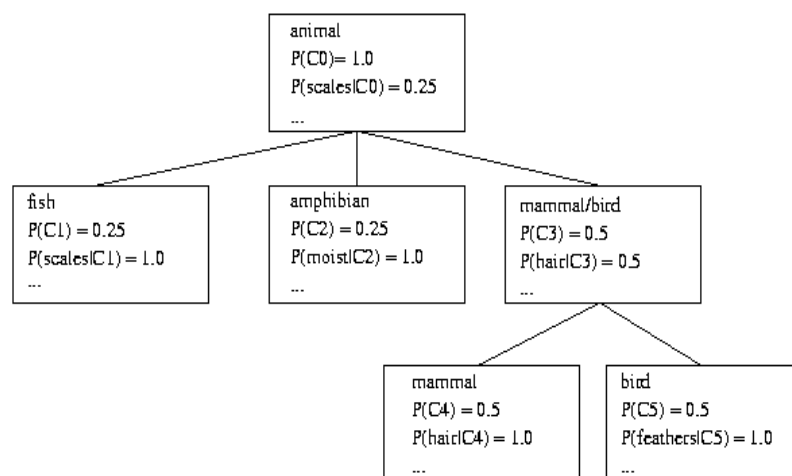 animal
P(C0)= 1.0
P(scales|C0) = 0.25
...
fish
P(C1) = 0.25
P(scales|C1) = 1.0
...
amphibian
P(C2) = 0.25
P(moist|C2) = 1.0
...
mammal/bird
P(C3) = 0.5
P(hair|C3) = 0.5
...
mammal
P(C4) = 0.5
P(hair|C4) = 1.0
...
bird
P(C5) = 0.5
P(feathers|C5) = 1.0
...